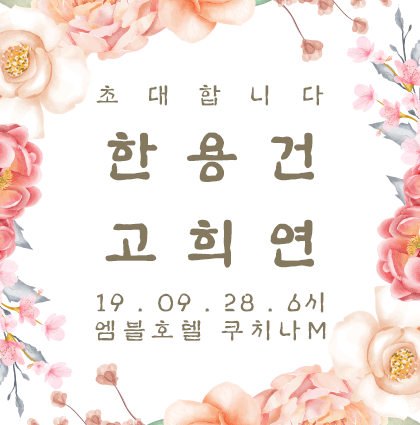 초 대 합 니 다
한 용 건
고 희 연
19 . 09 . 28 . 6시
엠블호텔 쿠치나M